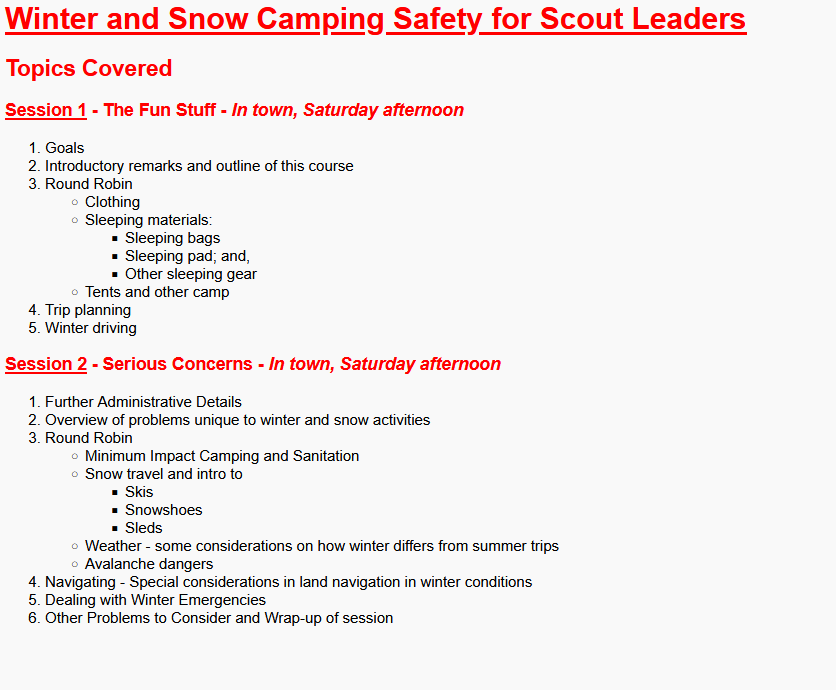 Winter and Snow Camping Safety for Scout Leaders
Topics Covered
Session 1 - The Fun Stuff - In town, Saturday afternoon
1. Goals
2. Introductory remarks and outline of this course
3. Round Robin
○ Clothing
○ Sleeping materials:
▪ Sleeping bags
▪ Sleeping pad; and,
▪ Other sleeping gear
○ Tents and other camp
4. Trip planning
5. Winter driving
Session 2 - Serious Concerns - In town, Saturday afternoon
1. Further Administrative Details
2. Overview of problems unique to winter and snow activities
3. Round Robin
○ Minimum Impact Camping and Sanitation
○ Snow travel and intro to
▪ Skis
▪ Snowshoes
▪ Sleds
○ Weather - some considerations on how winter differs from summer trips
○ Avalanche dangers
4. Navigating - Special considerations in land navigation in winter conditions
5. Dealing with Winter Emergencies
6. Other Problems to Consider and Wrap-up of session